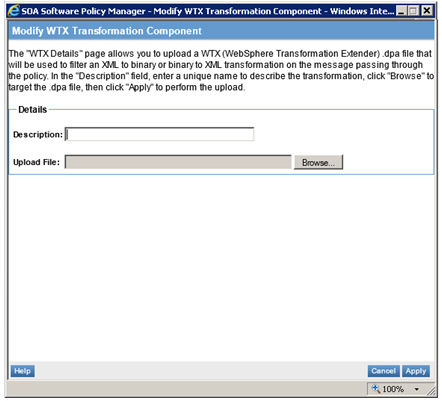 SOA Software Policy Manager - Modify WTX Transformation Component - Windows Inte...
Modify WTX Transformation Component
The "WTX Details" page allows you to upload a WTX (WebSphere Transformation Extender) .dpa file that
will be used to filter an XML to binary or binary to XML transformation on the message passing through
the policy. In the "Description" field, enter a unique name to describe the transformation, click "Browse" to
target the .dpa file, then click "Apply" to perform the upload.
Details
Description:
Upload File: Browse...
Help Cancel Apply
100%